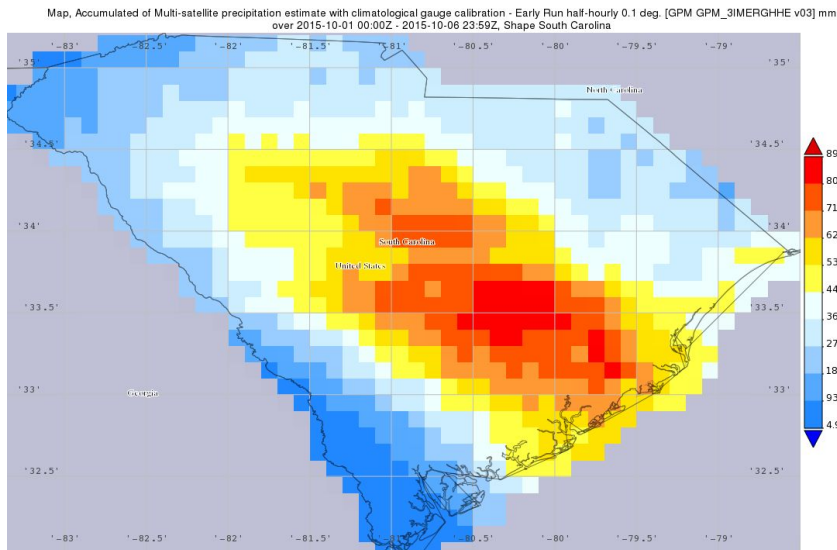 Map, Accumulated of Multi-satellite precipitation estimate with climatological gauge calibration - Early Run half-hourly 0.1 deg. [GPM GPM_3IMERGHHE v03] mm
over 2015-10-01 00:00Z - 2015-10-06 23:59Z, Shape South Carolina
'-83' '-82.5' '-82' '-81.5' '-81' '-80.5' '-80' '-79.5' '-79'
'35' '35'
North Carolina
'34.5' '34.5'
'34' '34'
South Carolina
United States
'33.5' '33.5'
'33' '33'
Georgia
'32.5' '32.5'
'-83' '-82.5' '-82' '-81.5' '-81' '-80.5' '-80' '-79.5' '-79'
89
80
71
62
53
44
36
27
18
93
4.9